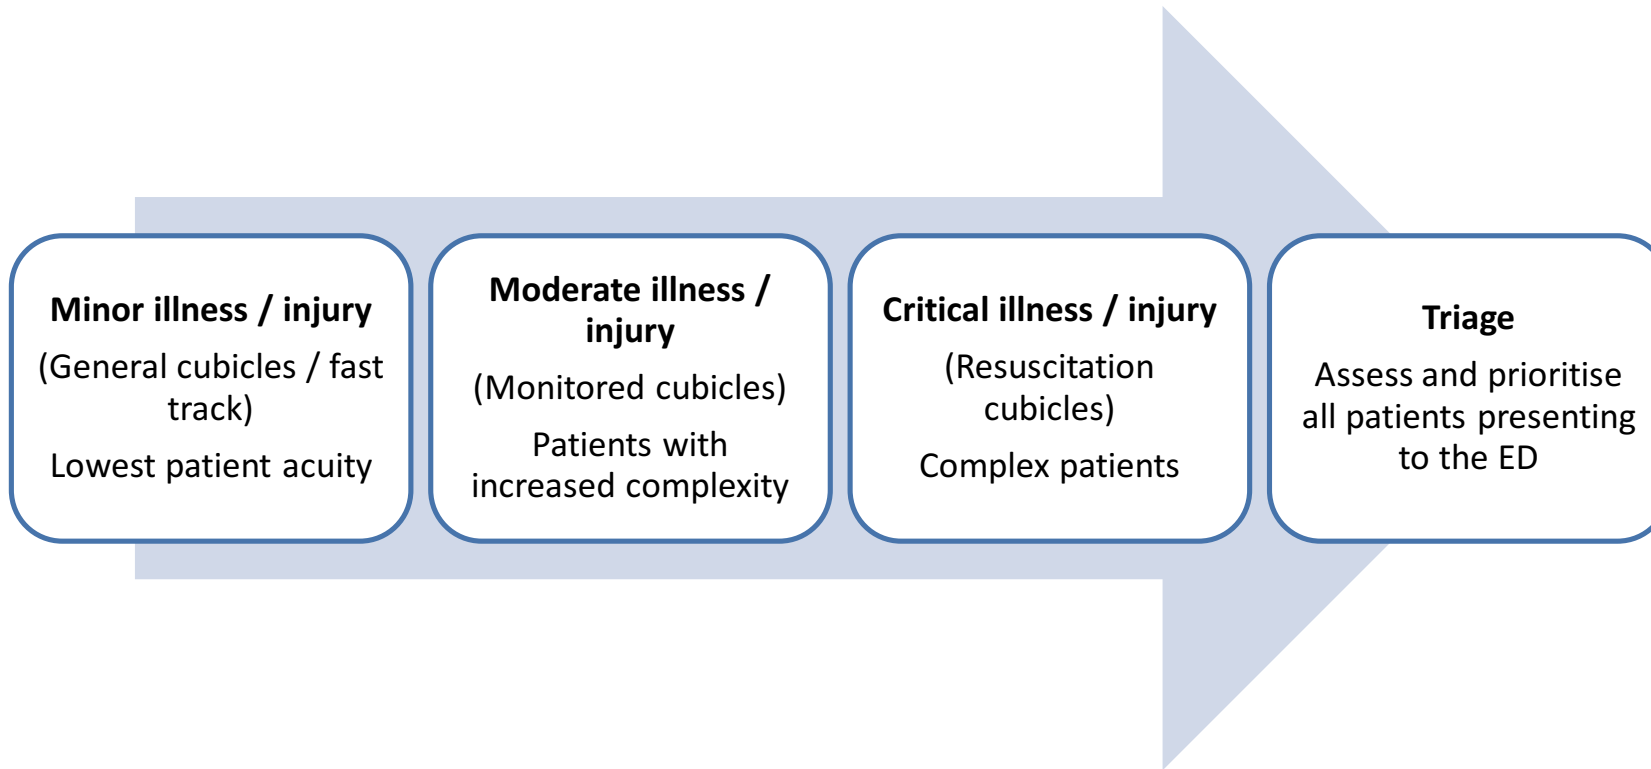 Minor illness / injury
(General cubicles / fast
track)
Lowest patient acuity
Moderate illness /
injury
(Monitored cubicles)
Patients with
increased complexity
Critical illness / injury
(Resuscitation
cubicles)
Complex patients
Triage
Assess and prioritise
all patients presenting
to the ED